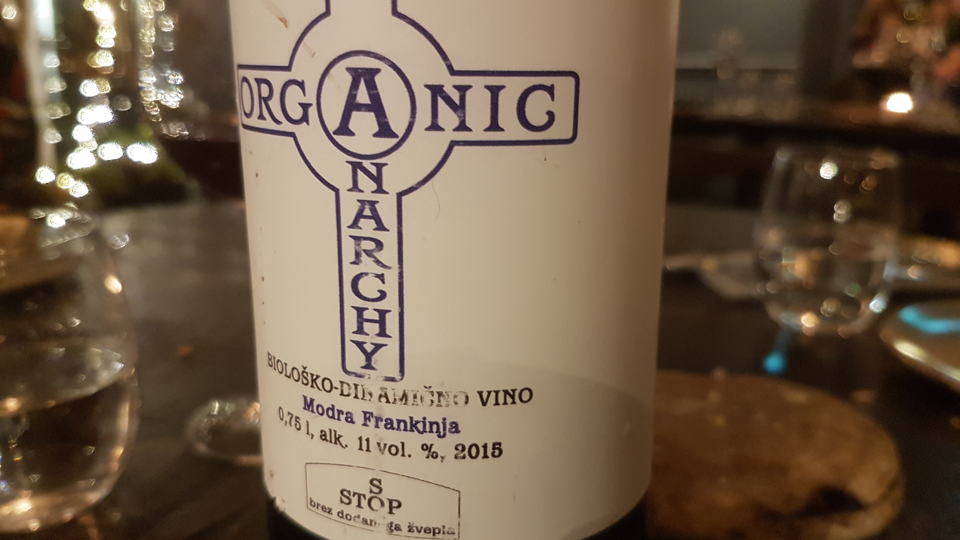 ORGANIC
ANARCHY
BIOLOŠKO-DINAMIČNO VINO
Modra Frankinja
0,75 l, alk. 11 vol. %, 2015
S
STOP
brez dodanega žvepla